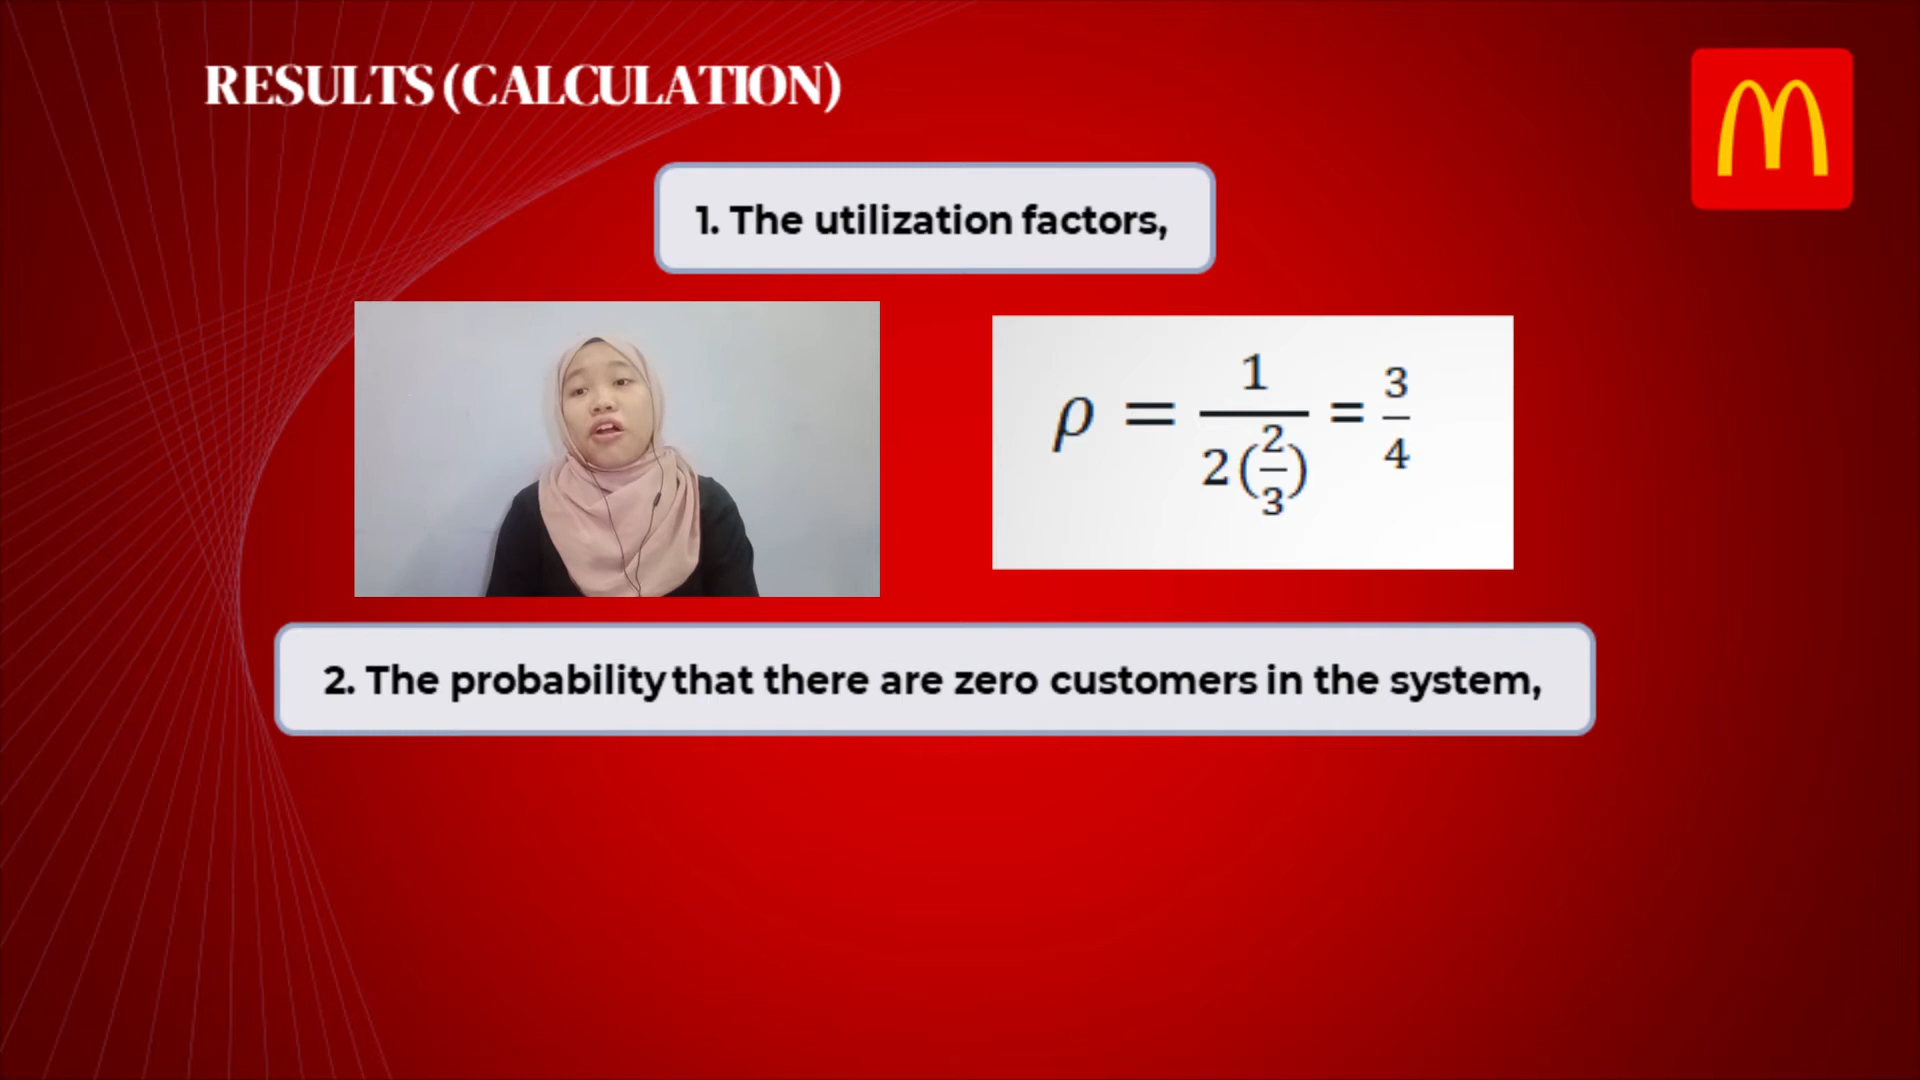 RESULTS (CALCULATION)
1. The utilization factors,
ρ = 1 / 2(2/3) = 3/4
2. The probability that there are zero customers in the system,